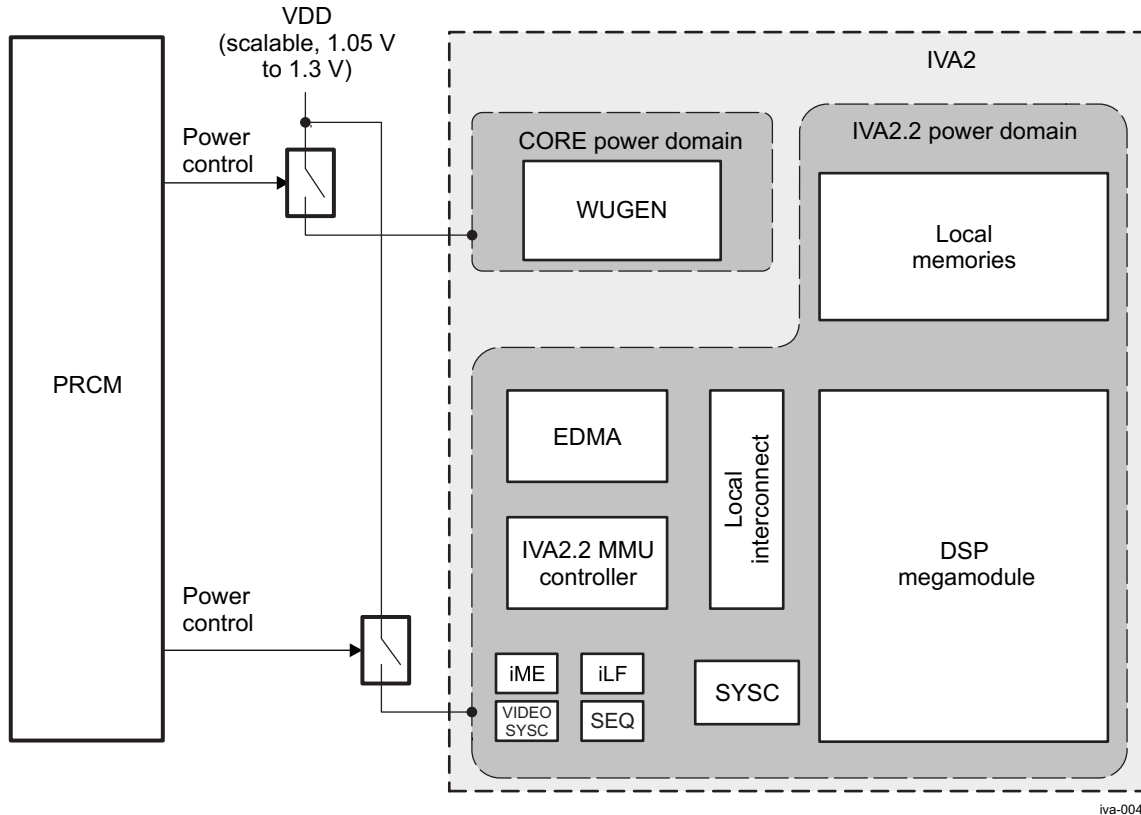 VDD
(scalable, 1.05 V
to 1.3 V)
IVA2
Power
control
CORE power domain
IVA2.2 power domain
WUGEN
Local
memories
PRCM
EDMA
Local
interconnect
IVA2.2 MMU
controller
DSP
megamodule
Power
control
iME
iLF
SYSC
VIDEO
SYSC
SEQ
iva-004